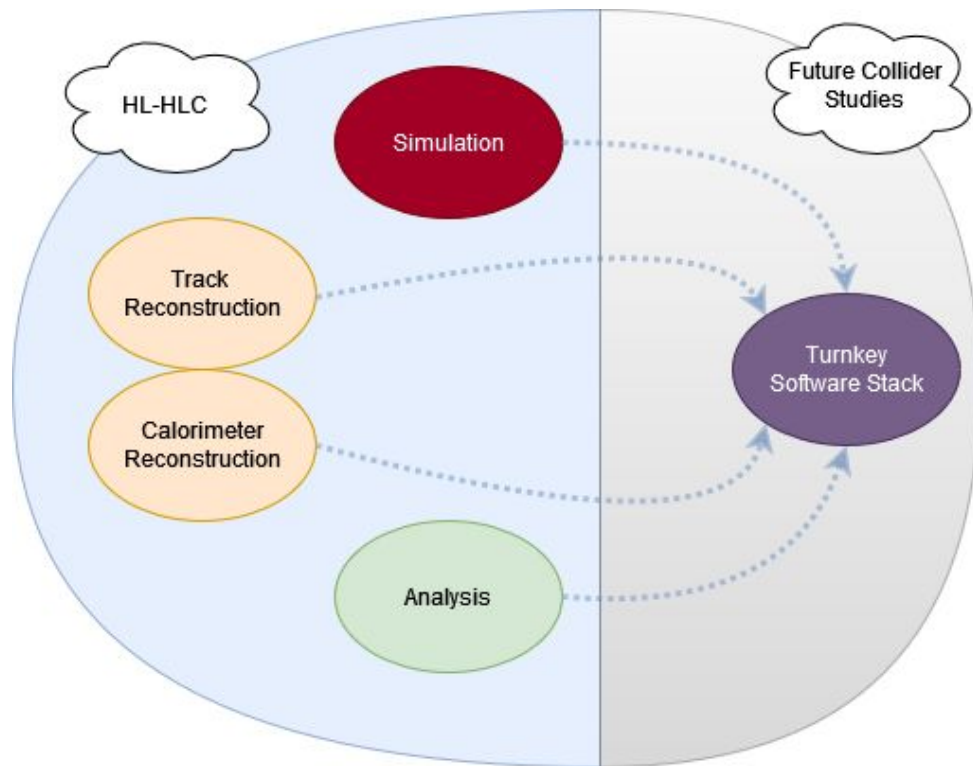 HL-HLC
Future Collider
Studies
Simulation
Track
Reconstruction
Turnkey
Software Stack
Calorimeter
Reconstruction
Analysis